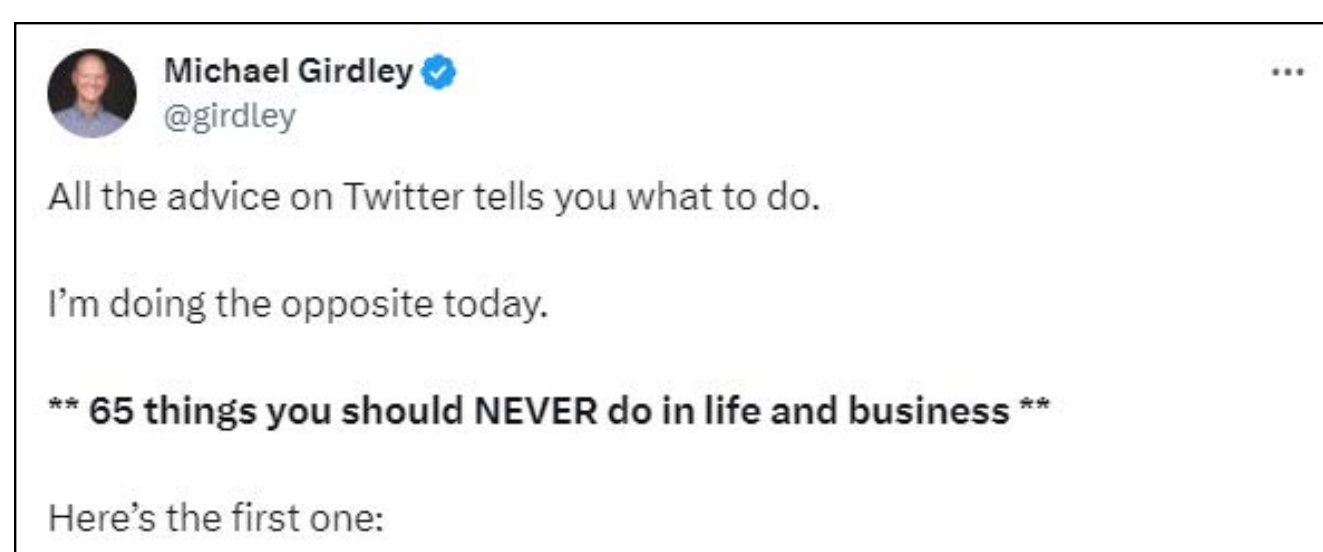 Michael Girdley
@girdley
All the advice on Twitter tells you what to do.
I’m doing the opposite today.
** 65 things you should NEVER do in life and business **
Here’s the first one: